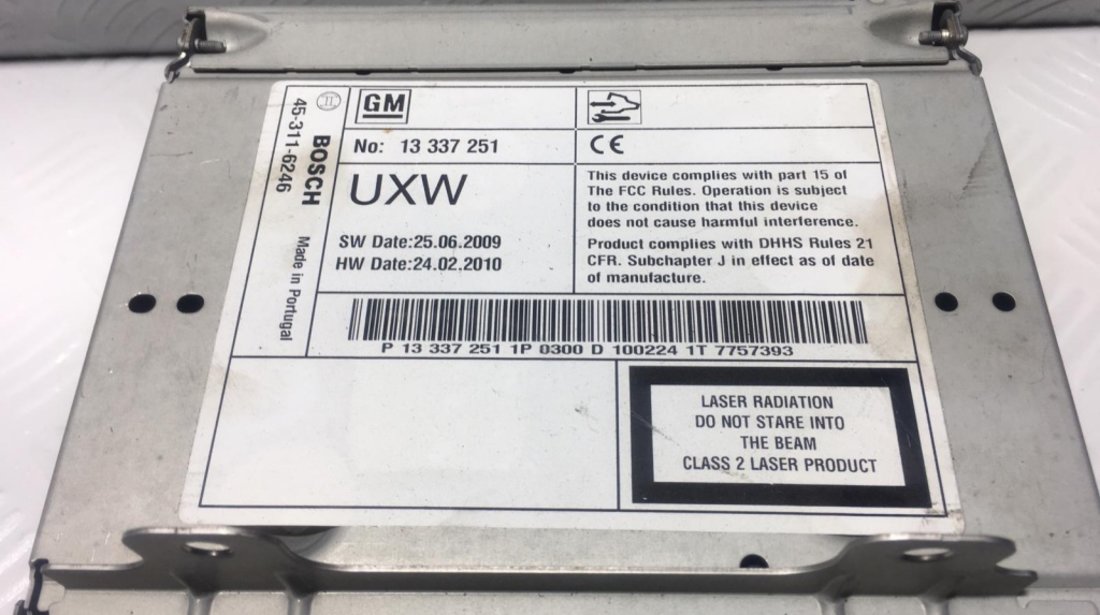 GM
No: 13 337 251
UXW
SW Date:25.06.2009
HW Date:24.02.2010
CE
This device complies with part 15 of
The FCC Rules. Operation is subject
to the condition that this device
does not cause harmful interference.
Product complies with DHHS Rules 21
CFR. Subchapter J in effect as of date
of manufacture.
BOSCH Made in Portugal
45-311-6246
P 13 337 251 1P 0300 D 100224 1T 7757393
LASER RADIATION
DO NOT STARE INTO
THE BEAM
CLASS 2 LASER PRODUCT